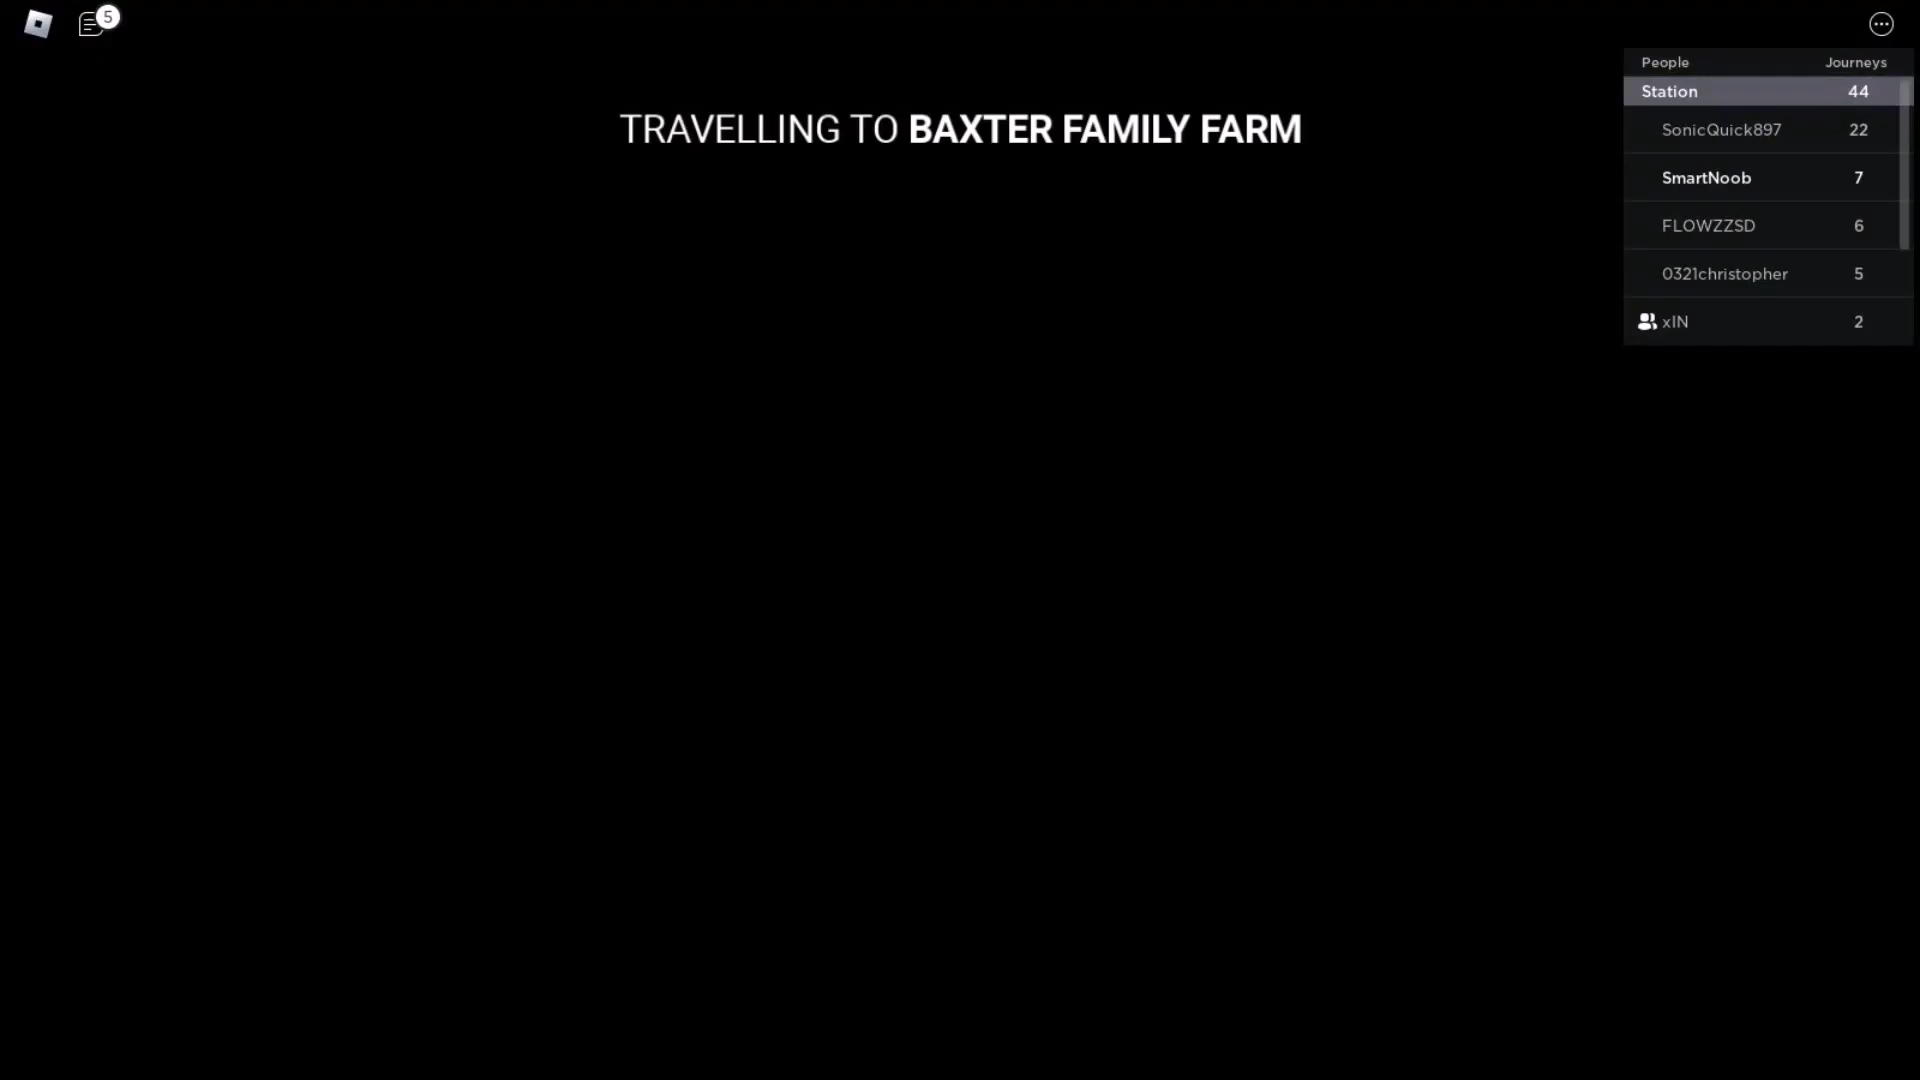 5
People Journeys
Station 44
TRAVELLING TO BAXTER FAMILY FARM
SonicQuick897 22
SmartNoob 7
FLOWZZSD 6
0321christopher 5
xIN 2